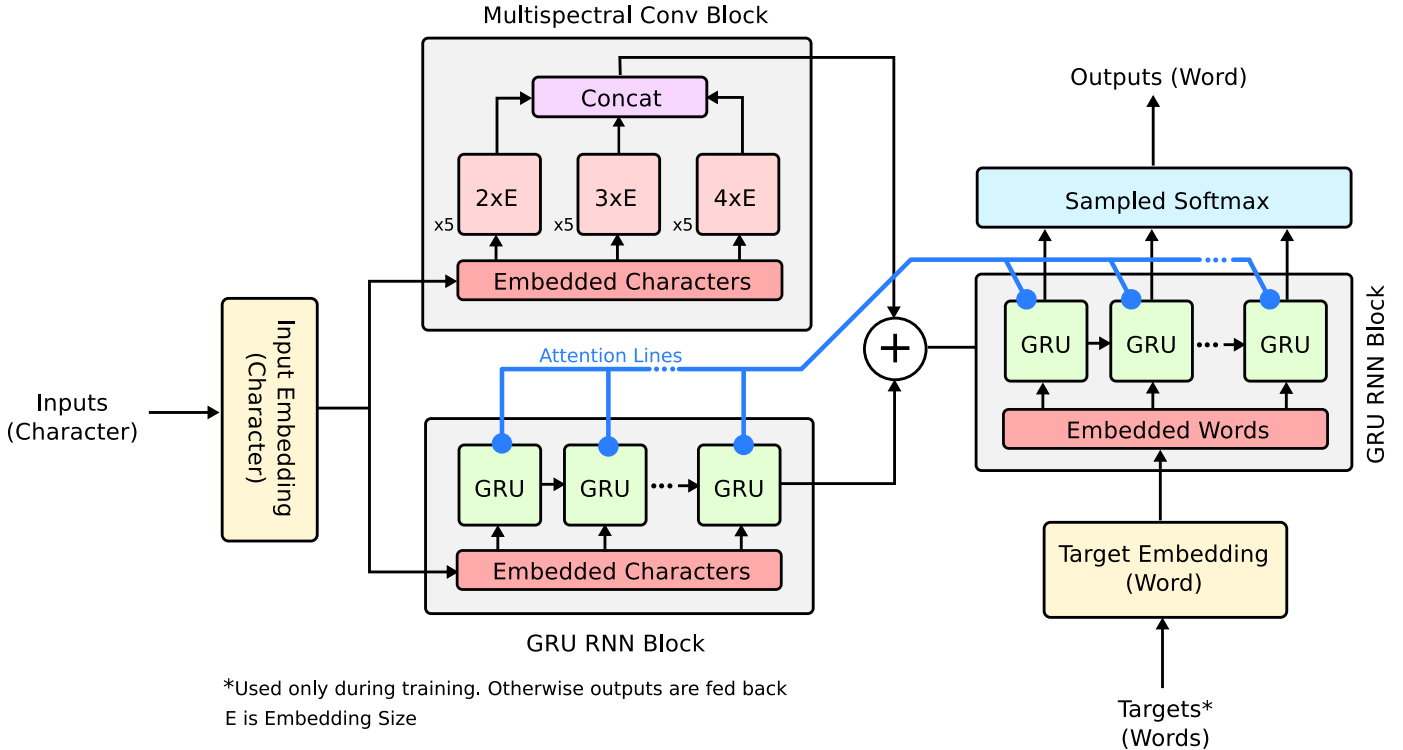 Multispectral Conv Block
Concat
2xE
3xE
4xE
x5
x5
x5
Embedded Characters
Inputs
(Character)
Input Embedding
(Character)
Attention Lines
GRU
GRU
GRU
Embedded Characters
GRU RNN Block
+
Outputs (Word)
Sampled Softmax
GRU
GRU
GRU
Embedded Words
GRU RNN Block
Target Embedding
(Word)
Targets*
(Words)
*Used only during training. Otherwise outputs are fed back
E is Embedding Size